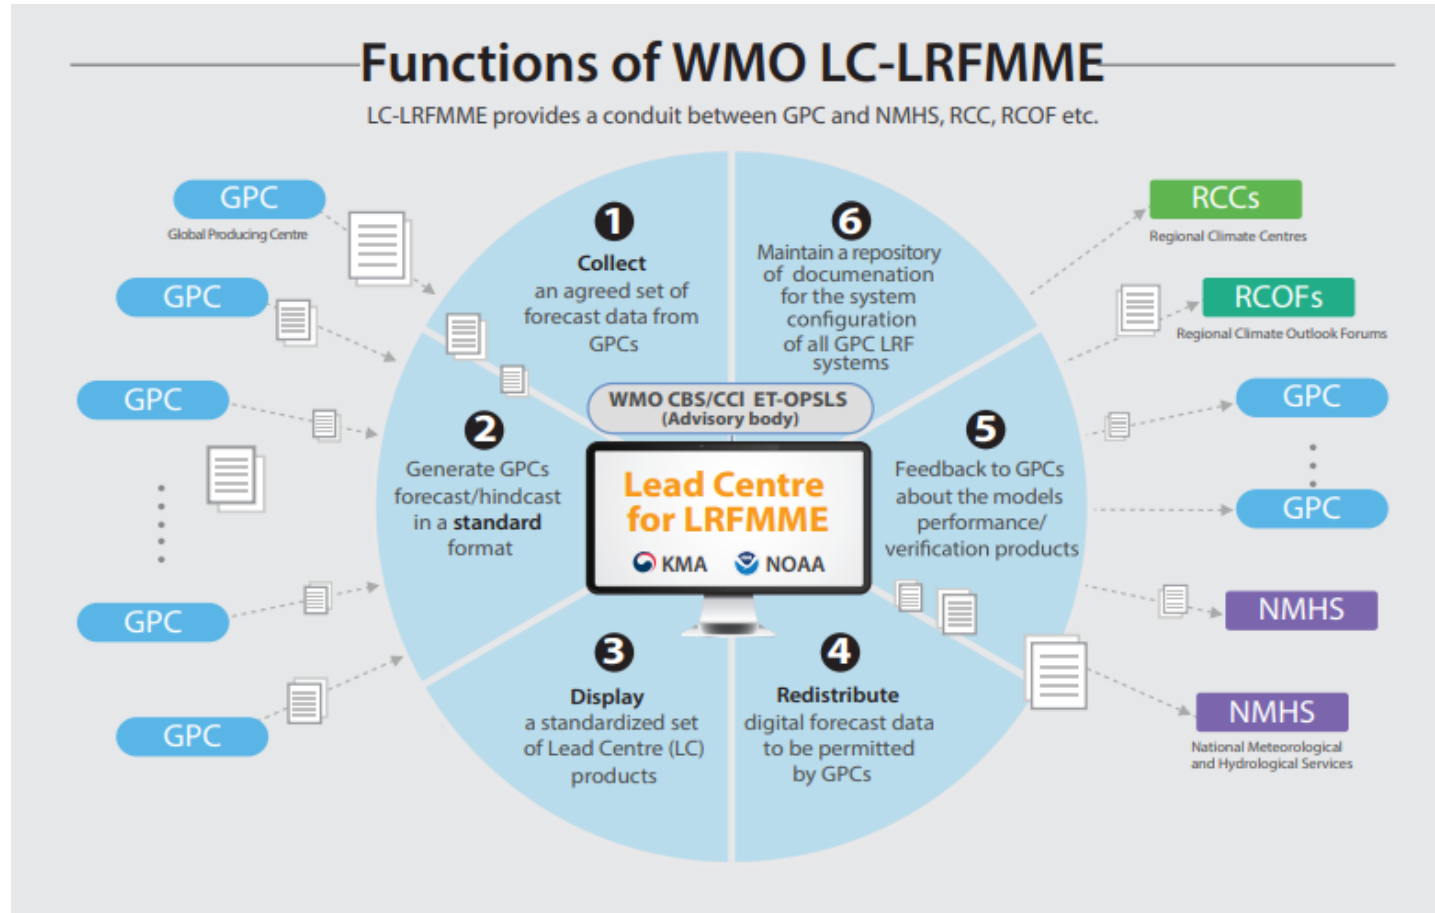 Functions of WMO LC-LRFMME
LC-LRFMME provides a conduit between GPC and NMHS, RCC, RCOF etc.
GPC
Global Producing Centre
GPC
GPC
GPC
GPC
1
Collect
an agreed set of
forecast data from
GPCs
2
Generate GPCs
forecast/hindcast
in a standard
format
3
Display
a standardized set
of Lead Centre (LC)
products
4
Redistribute
digital forecast data
to be permitted
by GPCs
5
Feedback to GPCs
about the models
performance/
verification products
6
Maintain a repository
of documenation
for the system
configuration
of all GPC LRF
systems
WMO CBS/CCl ET-OPSLS
(Advisory body)
Lead Centre
for LRFMME
KMA
NOAA
RCCs
Regional Climate Centres
RCOFs
Regional Climate Outlook Forums
GPC
GPC
NMHS
NMHS
National Meteorological
and Hydrological Services